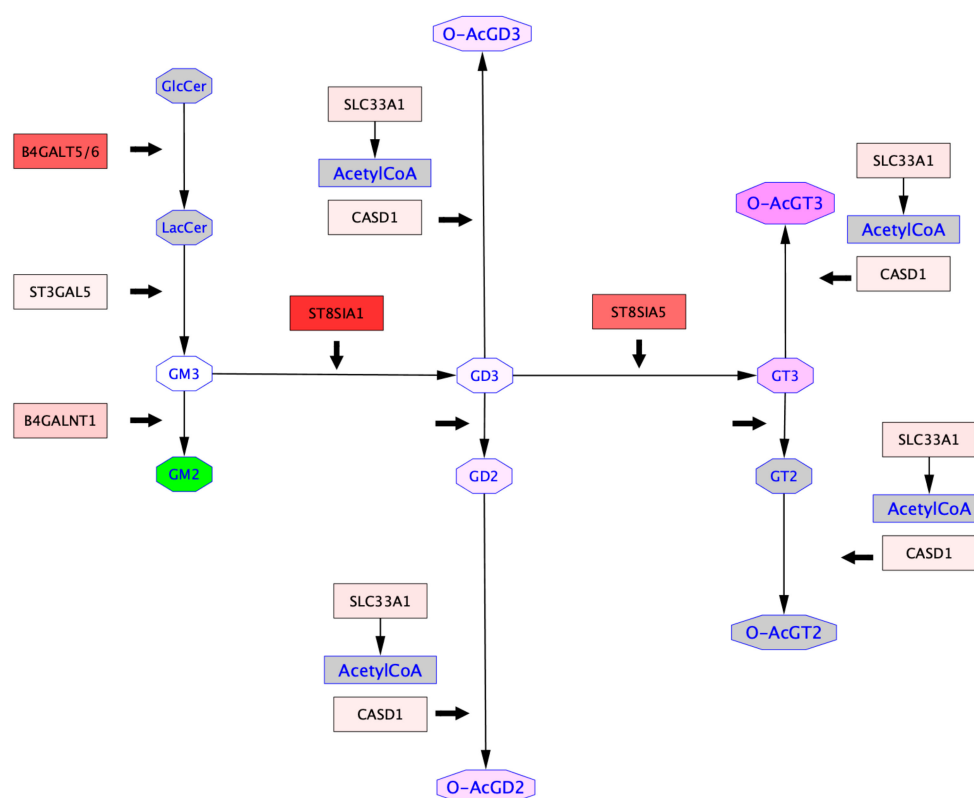 O-AcGD3
GlcCer
SLC33A1
B4GALT5/6
SLC33A1
AcetylCoA
O-AcGT3
CASD1
LacCer
AcetylCoA
CASD1
ST3GAL5
ST8SIA1
ST8SIA5
GM3
GD3
GT3
B4GALNT1
SLC33A1
GM2
GD2
GT2
AcetylCoA
CASD1
SLC33A1
O-AcGT2
AcetylCoA
CASD1
O-AcGD2